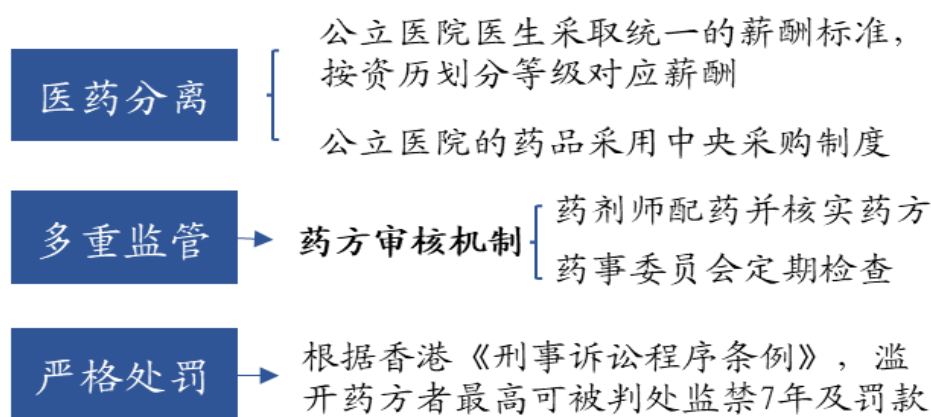 医药分离
公立医院医生采取统一的薪酬标准，
按资历划分等级对应薪酬
公立医院的药品采用中央采购制度
多重监管
药方审核机制
药剂师配药并核实药方
药事委员会定期检查
严格处罚
根据香港《刑事诉讼程序条例》，滥
开药方者最高可被判处监禁7年及罚款